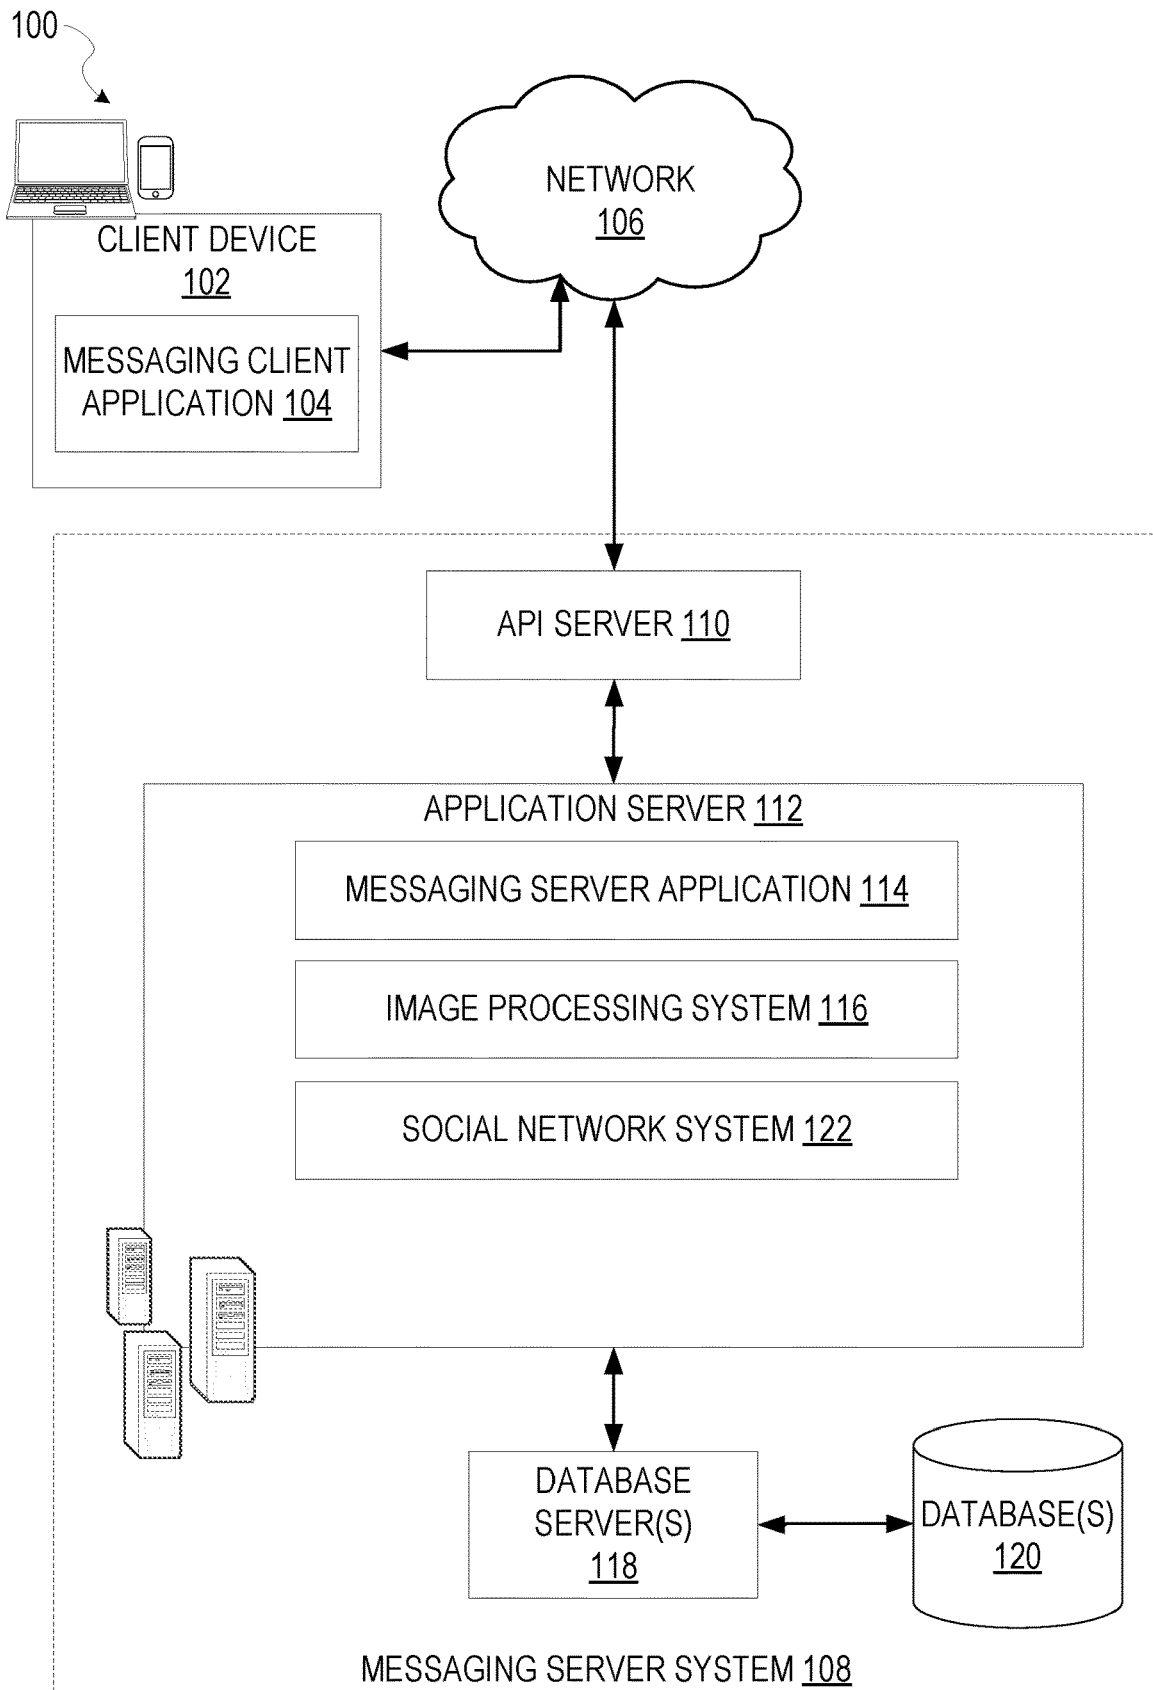 100
NETWORK
106
CLIENT DEVICE
102
MESSAGING CLIENT
APPLICATION 104
API SERVER 110
APPLICATION SERVER 112
MESSAGING SERVER APPLICATION 114
IMAGE PROCESSING SYSTEM 116
SOCIAL NETWORK SYSTEM 122
DATABASE
SERVER(S)
118
DATABASE(S)
120
MESSAGING SERVER SYSTEM 108